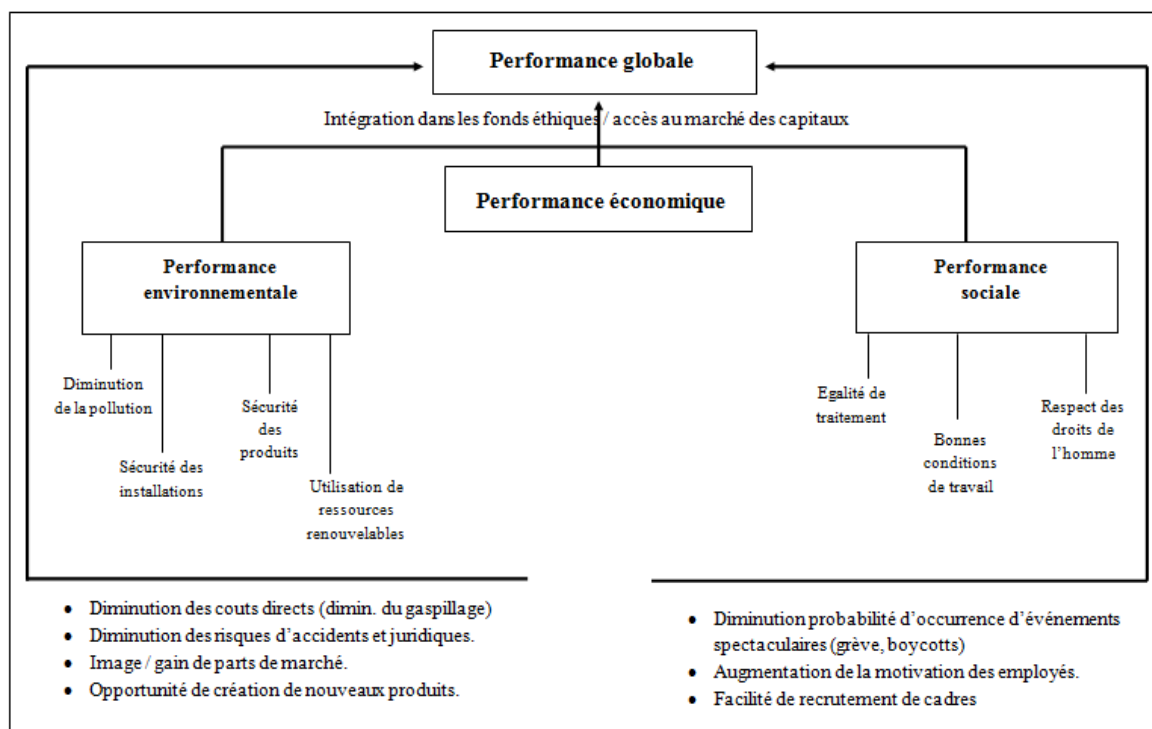 Performance globale
Intégration dans les fonds éthiques / accès au marché des capitaux
Performance économique
Performance
environnementale
Performance
sociale
Diminution
de la pollution
Sécurité des
installations
Sécurité
des
produits
Utilisation de
ressources
renouvelables
Egalité de
traitement
Bonnes
conditions
de travail
Respect des
droits de
l'homme
• Diminution des couts directs (dimin. du gaspillage)
• Diminution des risques d'accidents et juridiques.
• Image / gain de parts de marché.
• Opportunité de création de nouveaux produits.
• Diminution probabilité d'occurrence d'événements
spectaculaires (grève, boycotts)
• Augmentation de la motivation des employés.
• Facilité de recrutement de cadres